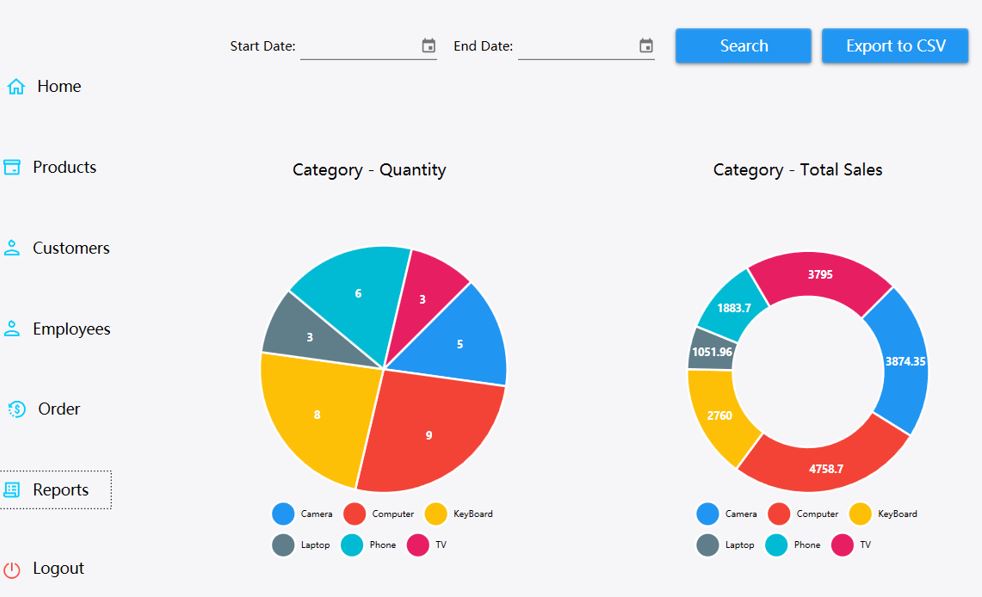 Start Date: End Date: Search Export to CSV
Home
Products
Customers
Employees
Order
Reports
Logout
Category - Quantity
6
3
5
3
8
9
Camera Computer KeyBoard
Laptop Phone TV
Category - Total Sales
3795
1883.7
1051.96
3874.35
2760
4758.7
Camera Computer KeyBoard
Laptop Phone TV